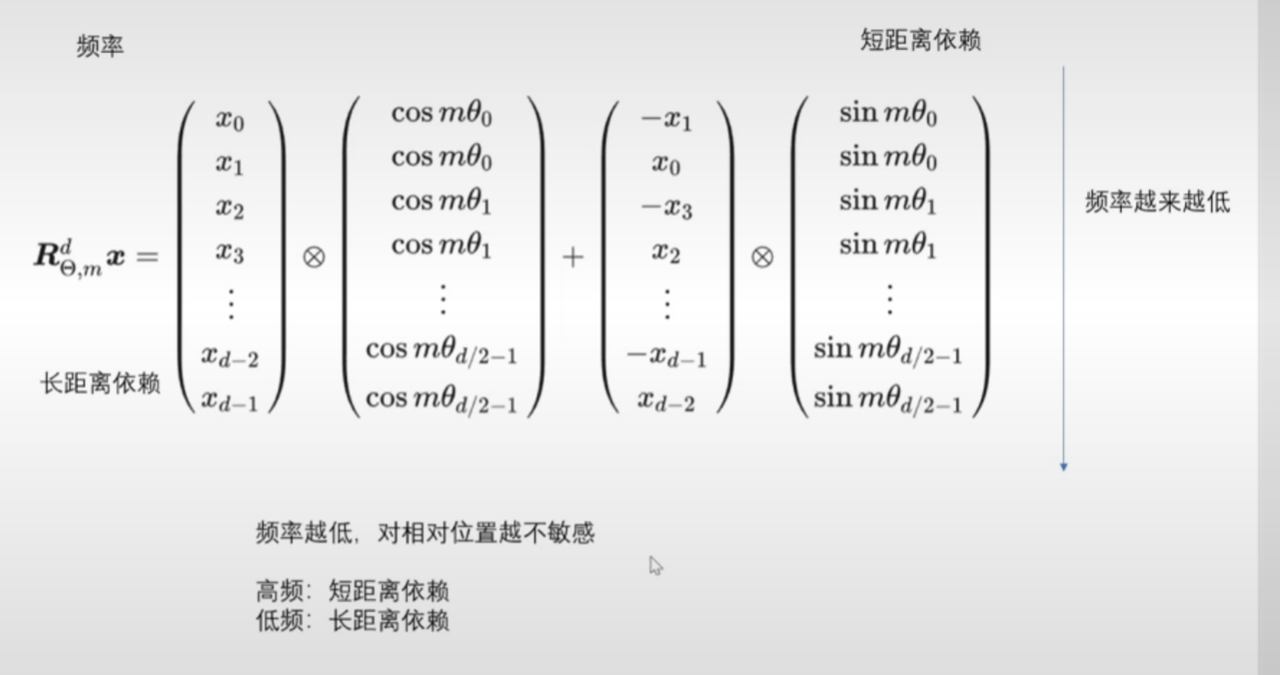 频率
短距离依赖
$\boldsymbol{R}_{\Theta,m}^{d}\boldsymbol{x} = \begin{pmatrix} x_0 \\ x_1 \\ x_2 \\ x_3 \\ \vdots \\ x_{d-2} \\ x_{d-1} \end{pmatrix} \otimes \begin{pmatrix} \cos m\theta_0 \\ \cos m\theta_0 \\ \cos m\theta_1 \\ \cos m\theta_1 \\ \vdots \\ \cos m\theta_{d/2-1} \\ \cos m\theta_{d/2-1} \end{pmatrix} + \begin{pmatrix} -x_1 \\ x_0 \\ -x_3 \\ x_2 \\ \vdots \\ -x_{d-1} \\ x_{d-2} \end{pmatrix} \otimes \begin{pmatrix} \sin m\theta_0 \\ \sin m\theta_0 \\ \sin m\theta_1 \\ \sin m\theta_1 \\ \vdots \\ \sin m\theta_{d/2-1} \\ \sin m\theta_{d/2-1} \end{pmatrix}$
频率越来越低
长距离依赖
频率越低，对相对位置越不敏感
高频：短距离依赖
低频：长距离依赖